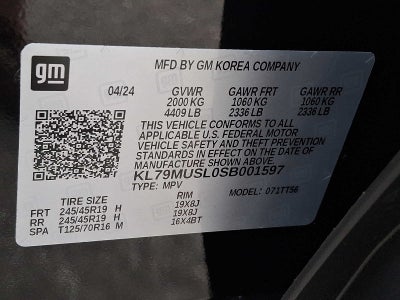 gm
MFD BY GM KOREA COMPANY
04/24 GVWR GAWR FRT GAWR RR
2000 KG 1060 KG 1060 KG
4409 LB 2336 LB 2336 LB
THIS VEHICLE CONFORMS TO ALL
APPLICABLE U.S. FEDERAL MOTOR
VEHICLE SAFETY AND THEFT PREVENTION
STANDARDS IN EFFECT ON THE DATE OF
MANUFACTURE SHOWN ABOVE.
KL79MUSL0SB001597
TYPE: MPV MODEL: 071TT56
TIRE SIZE RIM
FRT 245/45R19 H 19X8J
RR 245/45R19 H 19X8J
SPA T125/70R16 M 16X4BT